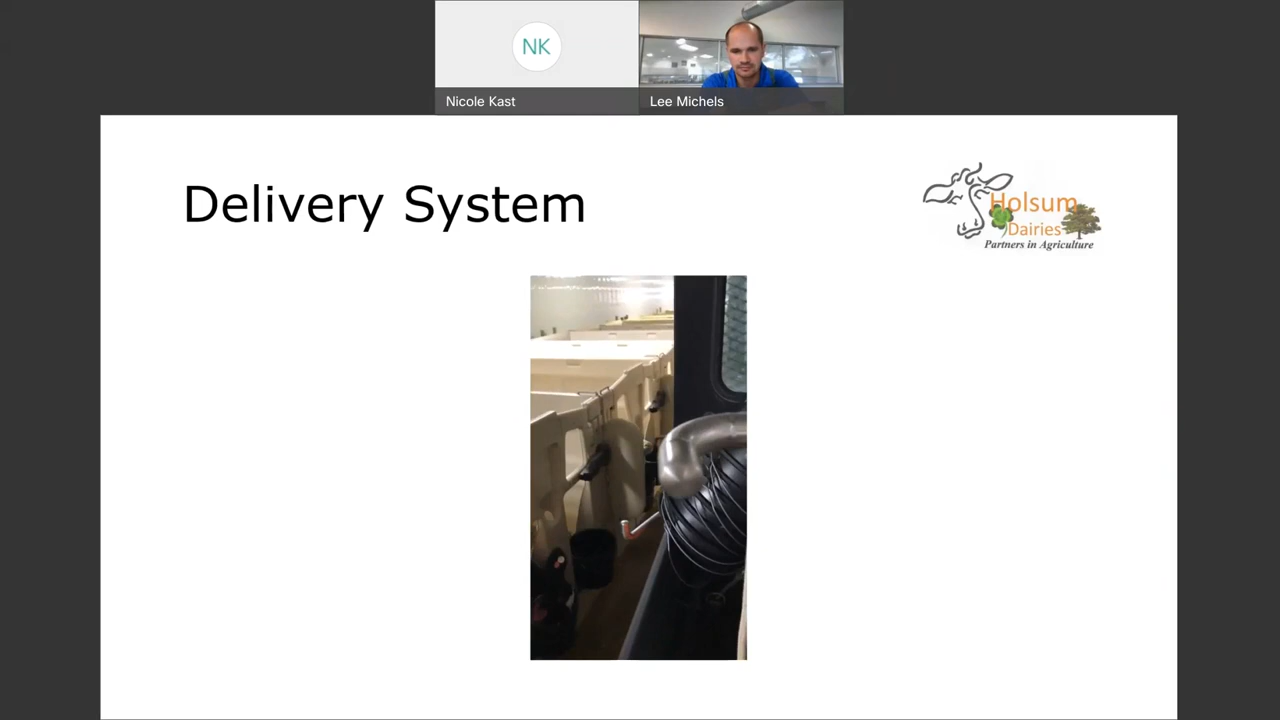 NK
Nicole Kast
Lee Michels
Delivery System
Holsum
Dairies
Partners in Agriculture